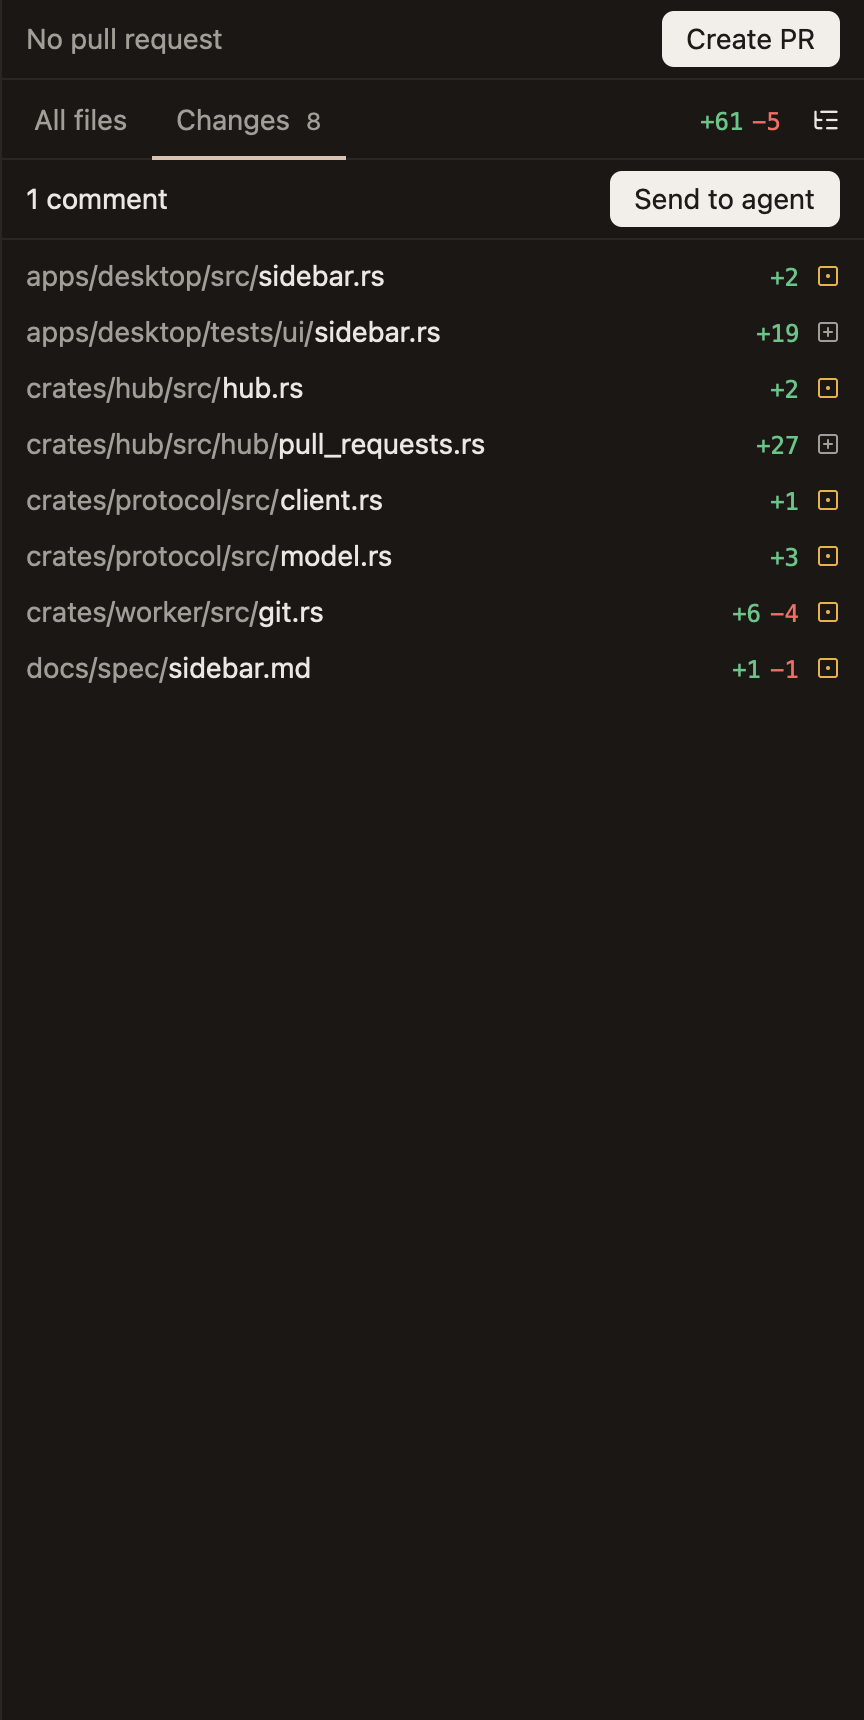 No pull request
Create PR
All files
Changes 8
+61 −5
1 comment
Send to agent
apps/desktop/src/sidebar.rs +2
apps/desktop/tests/ui/sidebar.rs +19
crates/hub/src/hub.rs +2
crates/hub/src/hub/pull_requests.rs +27
crates/protocol/src/client.rs +1
crates/protocol/src/model.rs +3
crates/worker/src/git.rs +6 −4
docs/spec/sidebar.md +1 −1